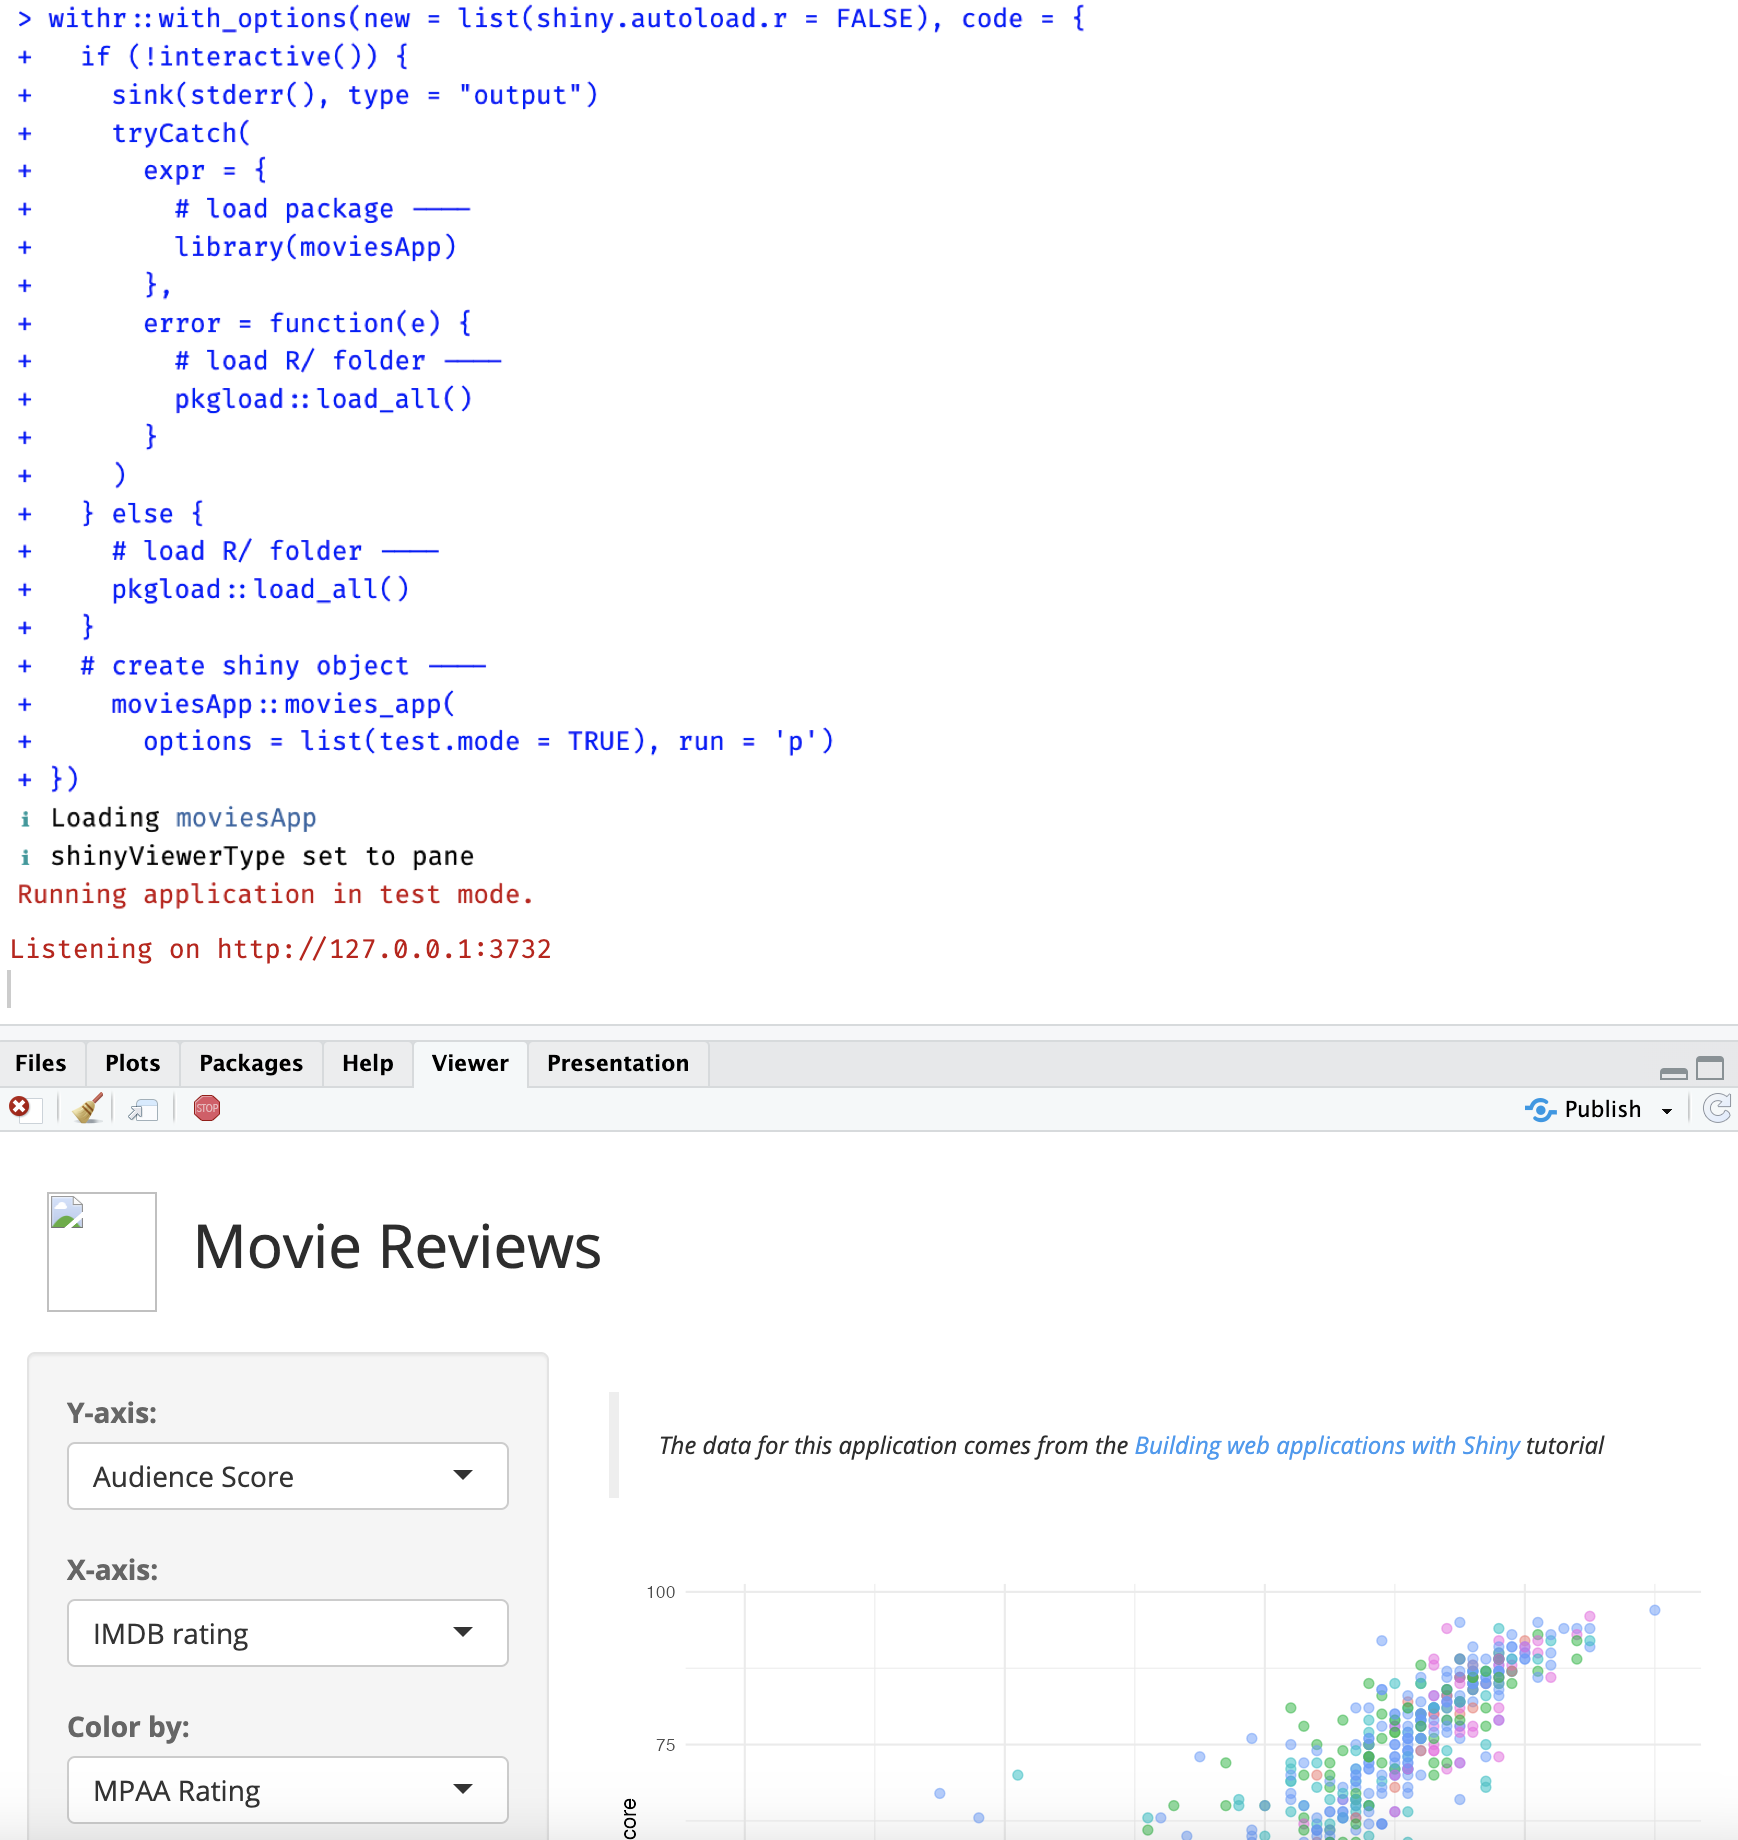 > withr::with_options(new = list(shiny.autoload.r = FALSE), code = {
+   if (!interactive()) {
+     sink(stderr(), type = "output")
+     tryCatch(
+       expr = {
+         # load package ----
+         library(moviesApp)
+       },
+       error = function(e) {
+         # load R/ folder ----
+         pkgload::load_all()
+       }
+     )
+   } else {
+     # load R/ folder ----
+     pkgload::load_all()
+   }
+   # create shiny object ----
+     moviesApp::movies_app(
+       options = list(test.mode = TRUE), run = 'p')
+ })
ℹ Loading moviesApp
ℹ shinyViewerType set to pane
Running application in test mode.
Listening on http://127.0.0.1:3732
Files Plots Packages Help Viewer Presentation
STOP Publish
Movie Reviews
Y-axis:
Audience Score
X-axis:
IMDB rating
Color by:
MPAA Rating
The data for this application comes from the Building web applications with Shiny tutorial
100
75